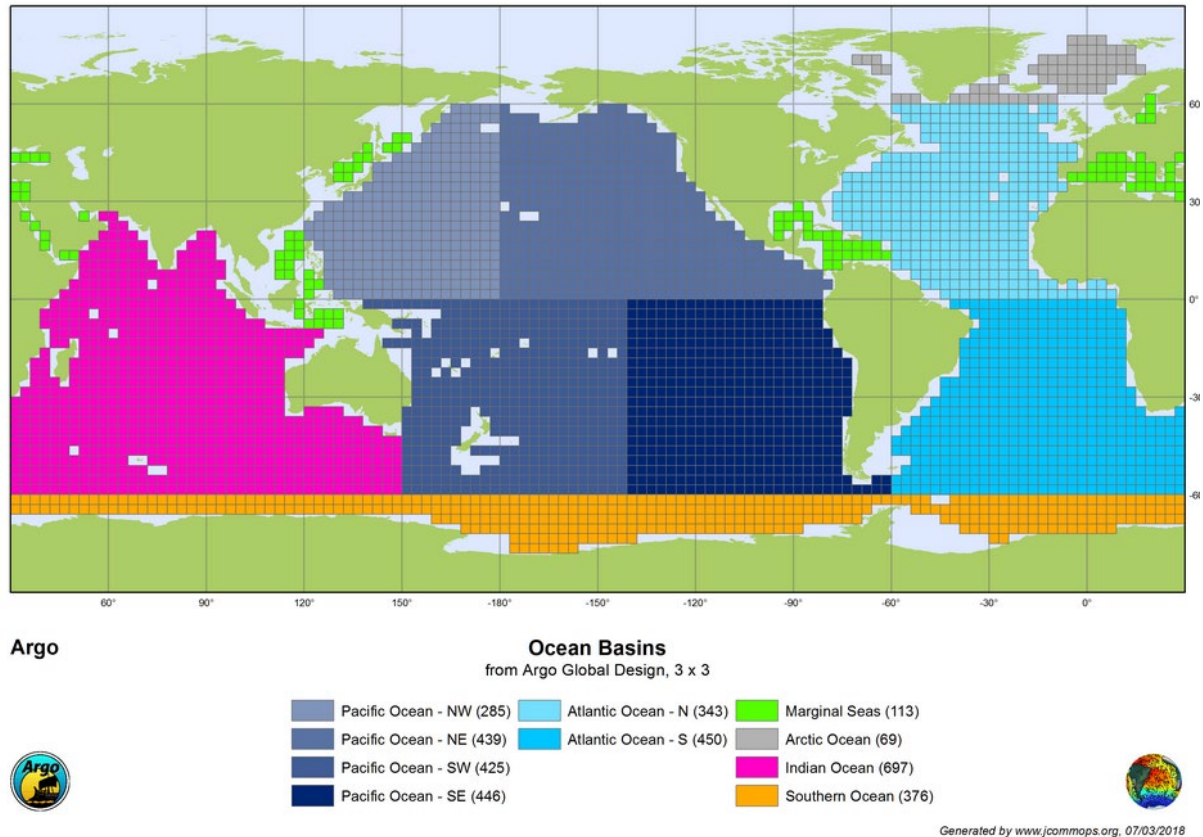 60
30
0°
-30
-60
60°
90°
120°
150°
-180°
-150°
-120°
-90°
-60°
-30°
0°
Argo
Ocean Basins
from Argo Global Design, 3 x 3
Pacific Ocean - NW (285)
Atlantic Ocean - N (343)
Marginal Seas (113)
Pacific Ocean - NE (439)
Atlantic Ocean - S (450)
Arctic Ocean (69)
Pacific Ocean - SW (425)
Indian Ocean (697)
Pacific Ocean - SE (446)
Southern Ocean (376)
Argo
Generated by www.jcommops.org, 07/03/2018